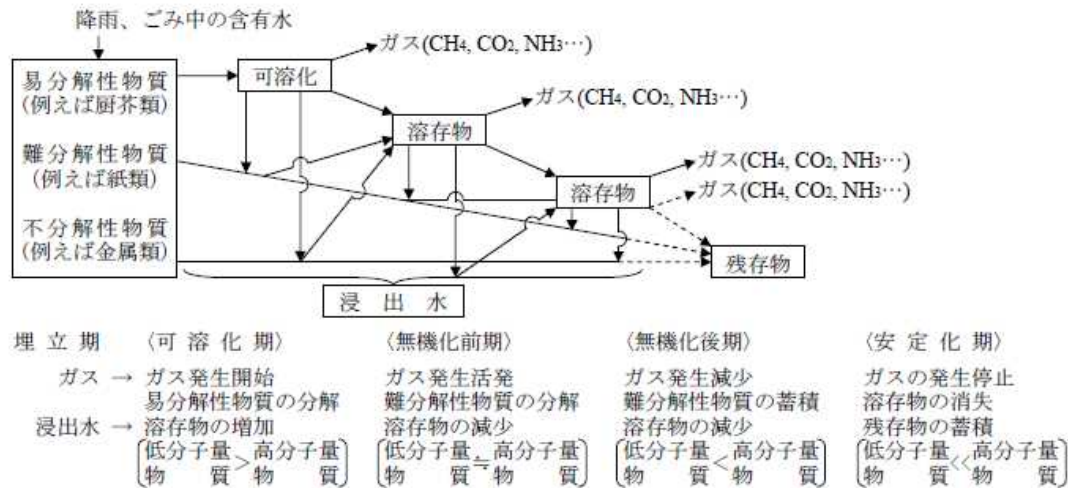 降雨、ごみ中の含有水
ガス(CH4, CO2, NH3…)
易分解性物質
(例えば厨芥類)
可溶化
ガス(CH4, CO2, NH3…)
溶存物
難分解性物質
(例えば紙類)
ガス(CH4, CO2, NH3…)
溶存物
ガス(CH4, CO2, NH3…)
不分解性物質
(例えば金属類)
残存物
浸 出 水
埋 立 期 〈可 溶 化 期〉 〈無機化前期〉 〈無機化後期〉 〈安 定 化 期〉
ガス → ガス発生開始 ガス発生活発 ガス発生減少 ガスの発生停止
易分解性物質の分解 難分解性物質の分解 難分解性物質の蓄積 溶存物の消失
浸出水 → 溶存物の増加 溶存物の減少 溶存物の減少 残存物の蓄積
低分子量物質>高分子量物質 低分子量物質≒高分子量物質 低分子量物質<高分子量物質 低分子量物質<<高分子量物質